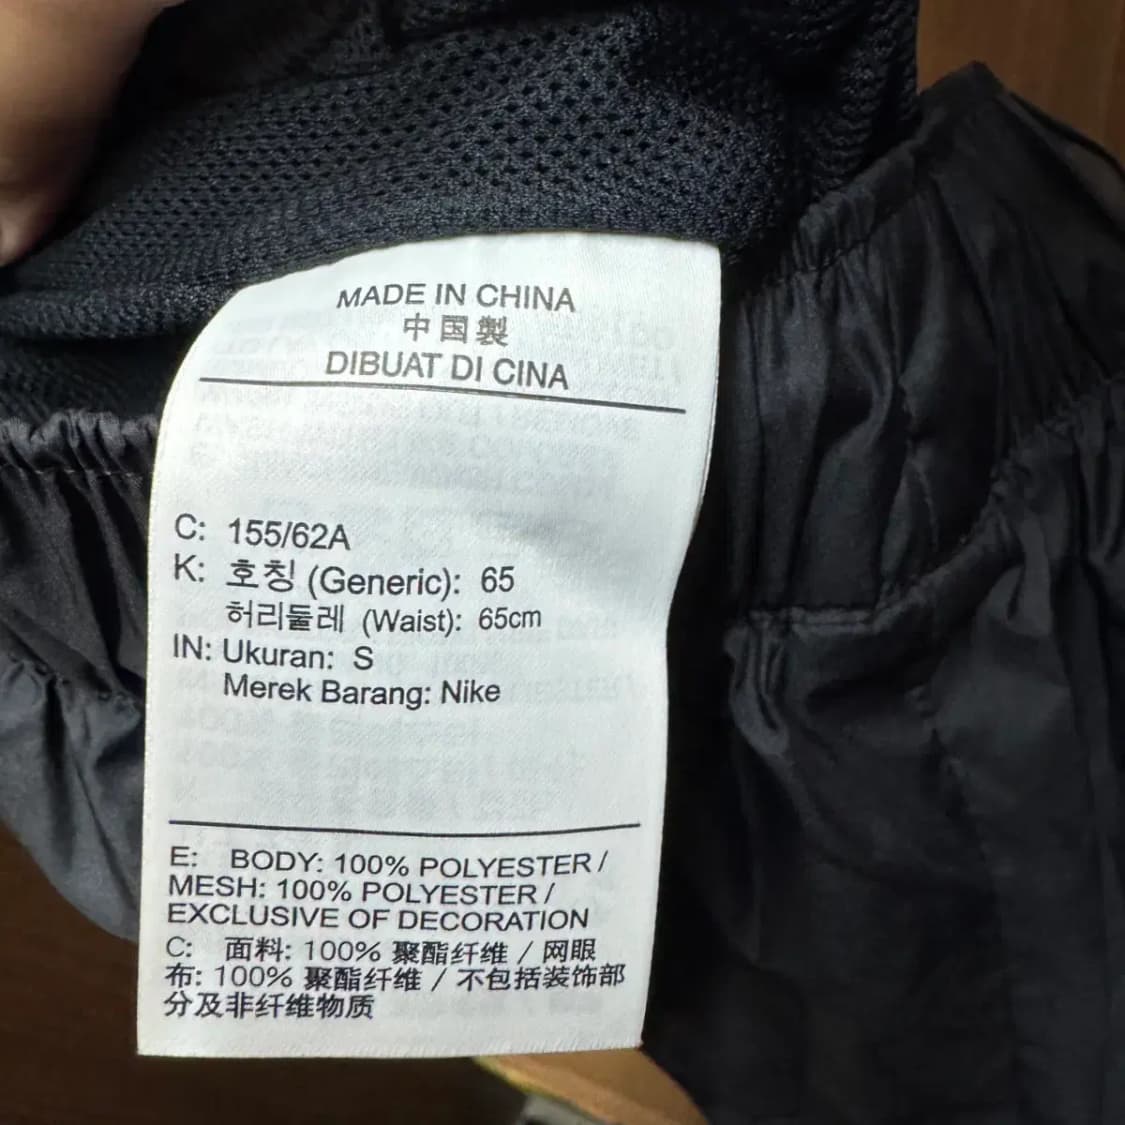 MADE IN CHINA
中国製
DIBUAT DI CINA
C: 155/62A
K: 호칭 (Generic): 65
허리둘레 (Waist): 65cm
IN: Ukuran: S
Merek Barang: Nike
E: BODY: 100% POLYESTER /
MESH: 100% POLYESTER /
EXCLUSIVE OF DECORATION
C: 面料: 100% 聚酯纤维 / 网眼
布: 100% 聚酯纤维 / 不包括装饰部
分及非纤维物质